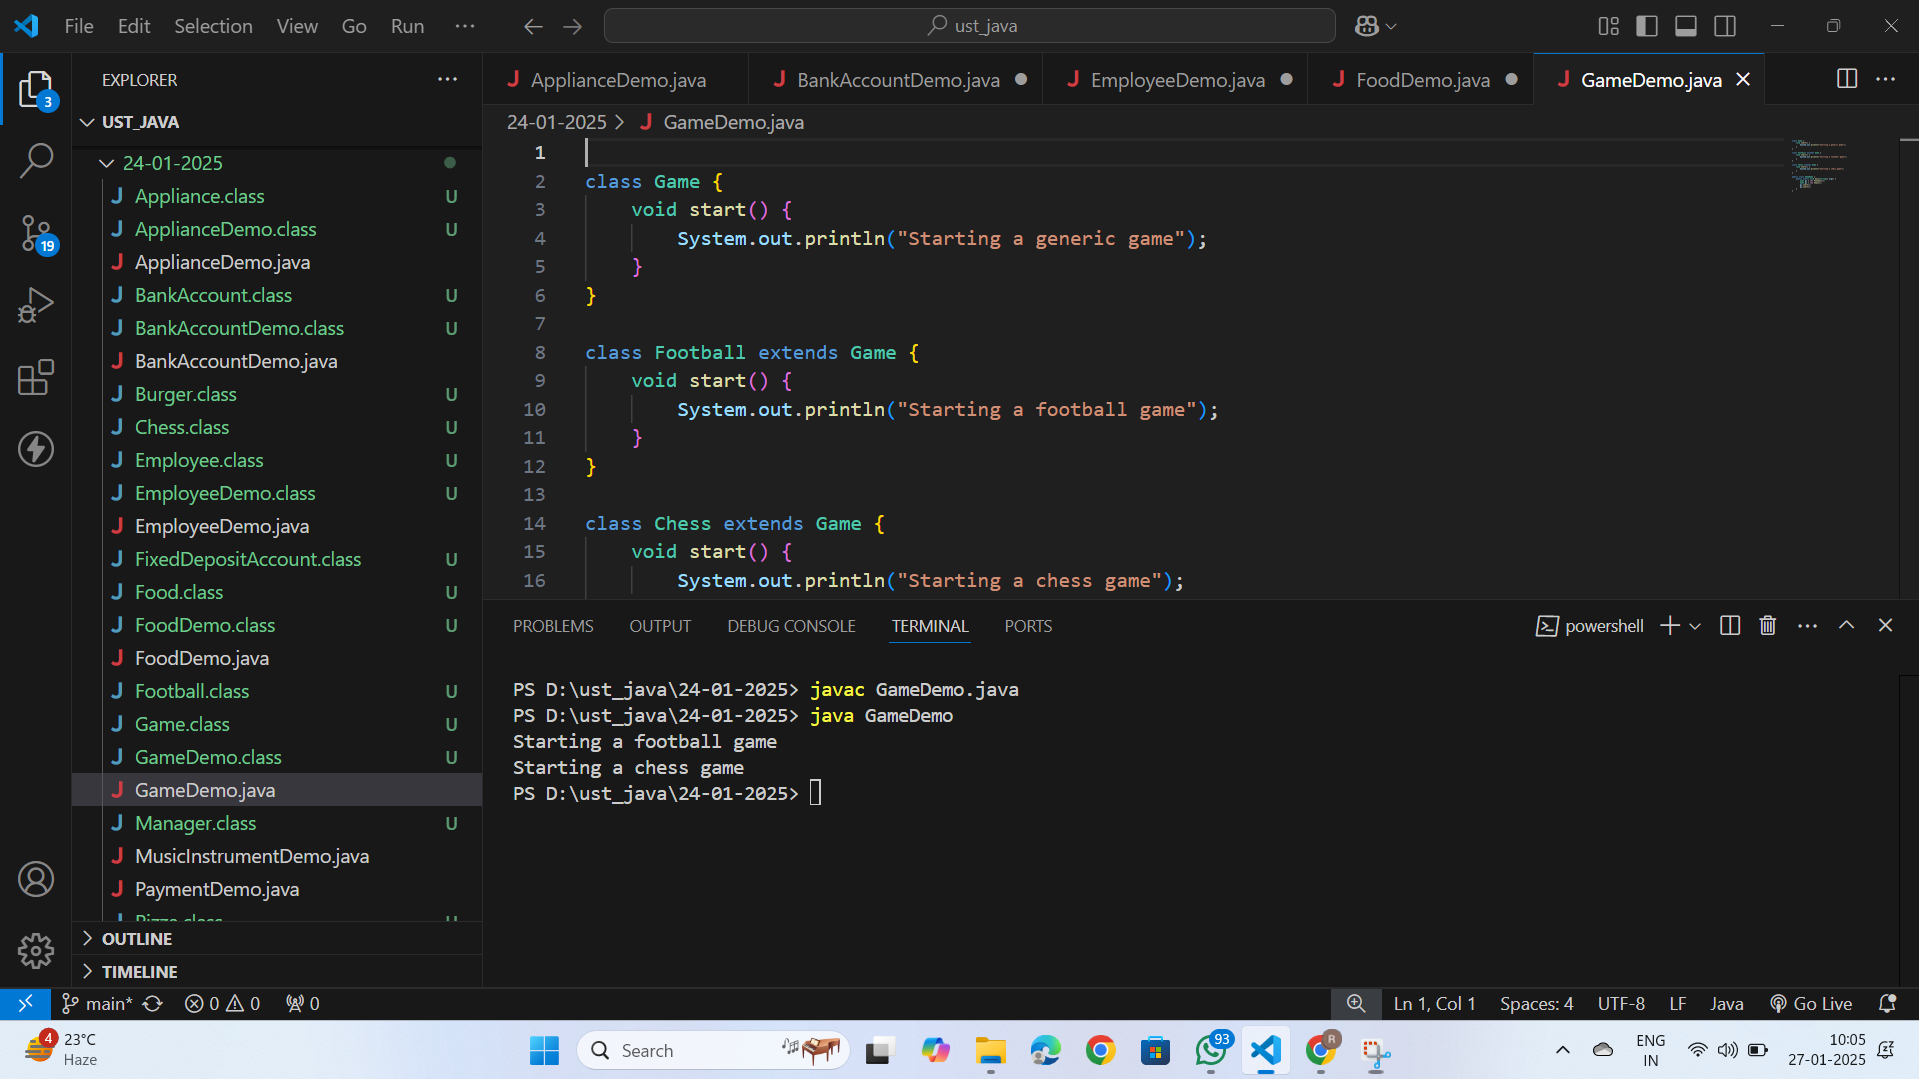 File Edit Selection View Go Run ust_java
EXPLORER
UST_JAVA
24-01-2025
Appliance.class U
ApplianceDemo.class U
ApplianceDemo.java
BankAccount.class U
BankAccountDemo.class U
BankAccountDemo.java
Burger.class U
Chess.class U
Employee.class U
EmployeeDemo.class U
EmployeeDemo.java
FixedDepositAccount.class U
Food.class U
FoodDemo.class U
FoodDemo.java
Football.class U
Game.class U
GameDemo.class U
GameDemo.java
Manager.class U
MusicInstrumentDemo.java
PaymentDemo.java
Pizza.class U
OUTLINE
TIMELINE
3
19
ApplianceDemo.java BankAccountDemo.java EmployeeDemo.java FoodDemo.java GameDemo.java
24-01-2025 > GameDemo.java
1
2 class Game {
3 void start() {
4 System.out.println("Starting a generic game");
5 }
6 }
7
8 class Football extends Game {
9 void start() {
10 System.out.println("Starting a football game");
11 }
12 }
13
14 class Chess extends Game {
15 void start() {
16 System.out.println("Starting a chess game");
PROBLEMS OUTPUT DEBUG CONSOLE TERMINAL PORTS powershell
PS D:\ust_java\24-01-2025> javac GameDemo.java
PS D:\ust_java\24-01-2025> java GameDemo
Starting a football game
Starting a chess game
PS D:\ust_java\24-01-2025>
main* 0 0 0 Ln 1, Col 1 Spaces: 4 UTF-8 LF Java Go Live
4 23°C
Haze
Search
93
R
ENG
IN
10:05
27-01-2025